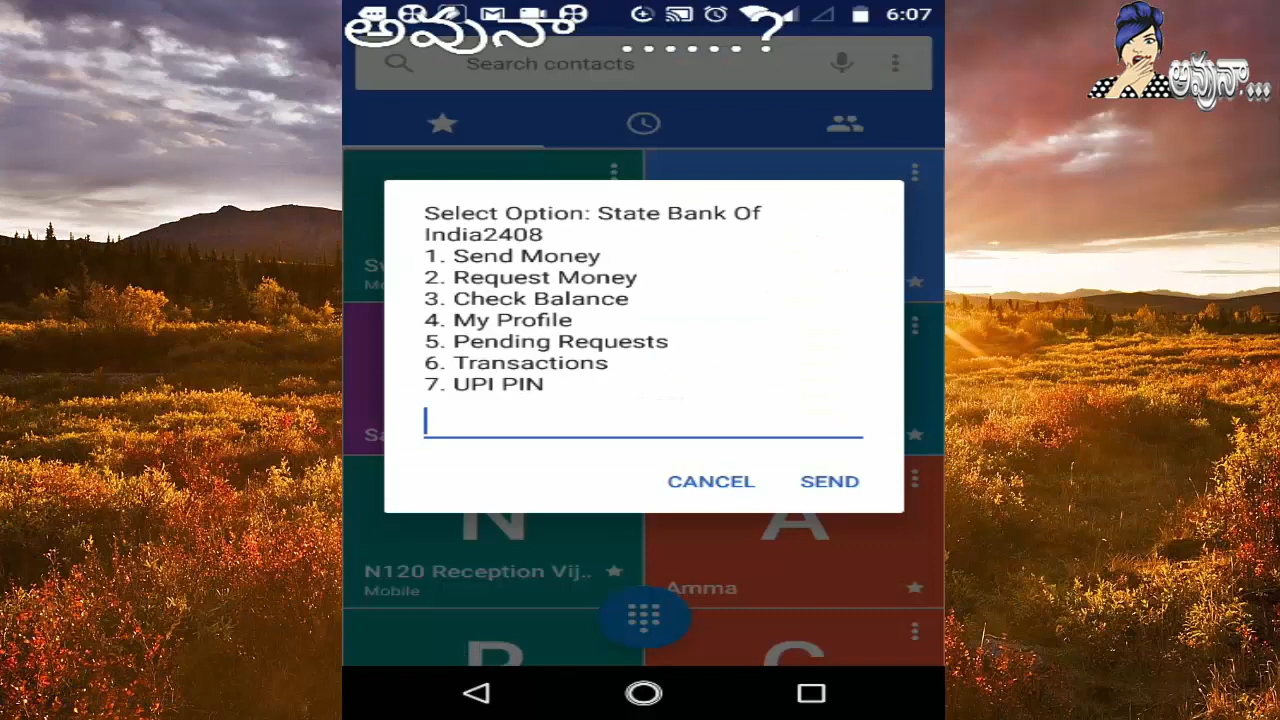 అవునా ......?
6:07
Search contacts
అవునా...
Select Option: State Bank Of
India2408
1. Send Money
2. Request Money
3. Check Balance
4. My Profile
5. Pending Requests
6. Transactions
7. UPI PIN
CANCEL SEND
N A
N120 Reception Vij..
Mobile
Amma